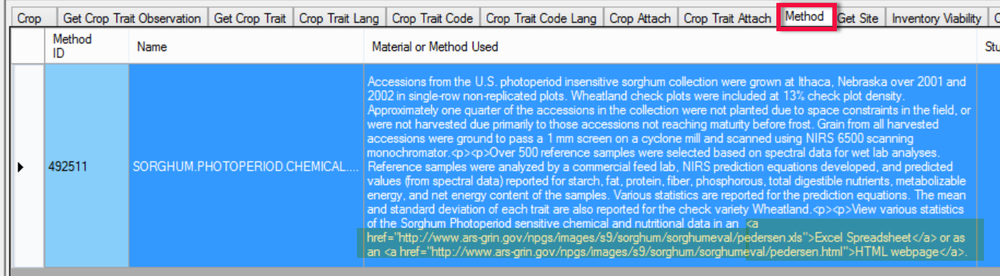 Crop Get Crop Trait Observation Get Crop Trait Crop Trait Lang Crop Trait Code Crop Trait Code Lang Crop Attach Crop Trait Attach Method Get Site Inventory Viability
Method
ID
Name
Material or Method Used
Stu
492511
SORGHUM.PHOTOPERIOD.CHEMICAL....
Accessions from the U.S. photoperiod insensitive sorghum collection were grown at Ithaca, Nebraska over 2001 and
2002 in single-row non-replicated plots. Wheatland check plots were included at 13% check plot density.
Approximately one quarter of the accessions in the collection were not planted due to space constraints in the field, or
were not harvested due primarily to those accessions not reaching maturity before frost. Grain from all harvested
accessions were ground to pass a 1 mm screen on a cyclone mill and scanned using NIRS 6500 scanning
monochromator.<p><p>Over 500 reference samples were selected based on spectral data for wet lab analyses.
Reference samples were analyzed by a commercial feed lab, NIRS prediction equations developed, and predicted
values (from spectral data) reported for starch, fat, protein, fiber, phosphorous, total digestible nutrients, metabolizable
energy, and net energy content of the samples. Various statistics are reported for the prediction equations. The mean
and standard deviation of each trait are also reported for the check variety Wheatland.<p><p>View various statistics
of the Sorghum Photoperiod sensitive chemical and nutritional data in an <a
href="http://www.ars-grin.gov/npgs/images/s9/sorghum/sorghumeval/pedersen.xls">Excel Spreadsheet</a> or as
an <a href="http://www.ars-grin.gov/npgs/images/s9/sorghum/sorghumeval/pedersen.html">HTML webpage</a>.